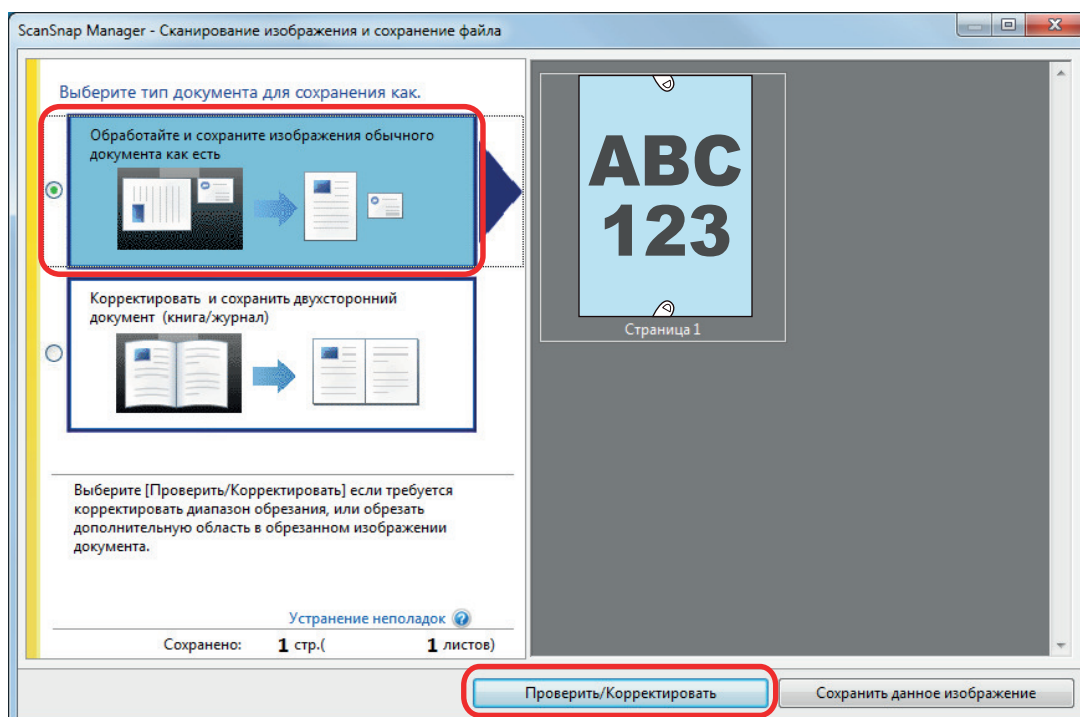 ScanSnap Manager - Сканирование изображения и сохранение файла
Выберите тип документа для сохранения как.
Обработайте и сохраните изображения обычного
документа как есть
Корректировать и сохранить двухсторонний
документ (книга/журнал)
Выберите [Проверить/Корректировать] если требуется
корректировать диапазон обрезания, или обрезать
дополнительную область в обрезанном изображении
документа.
Устранение неполадок
Сохранено: 1 стр.( 1 листов)
ABC
123
Страница 1
Проверить/Корректировать
Сохранить данное изображение